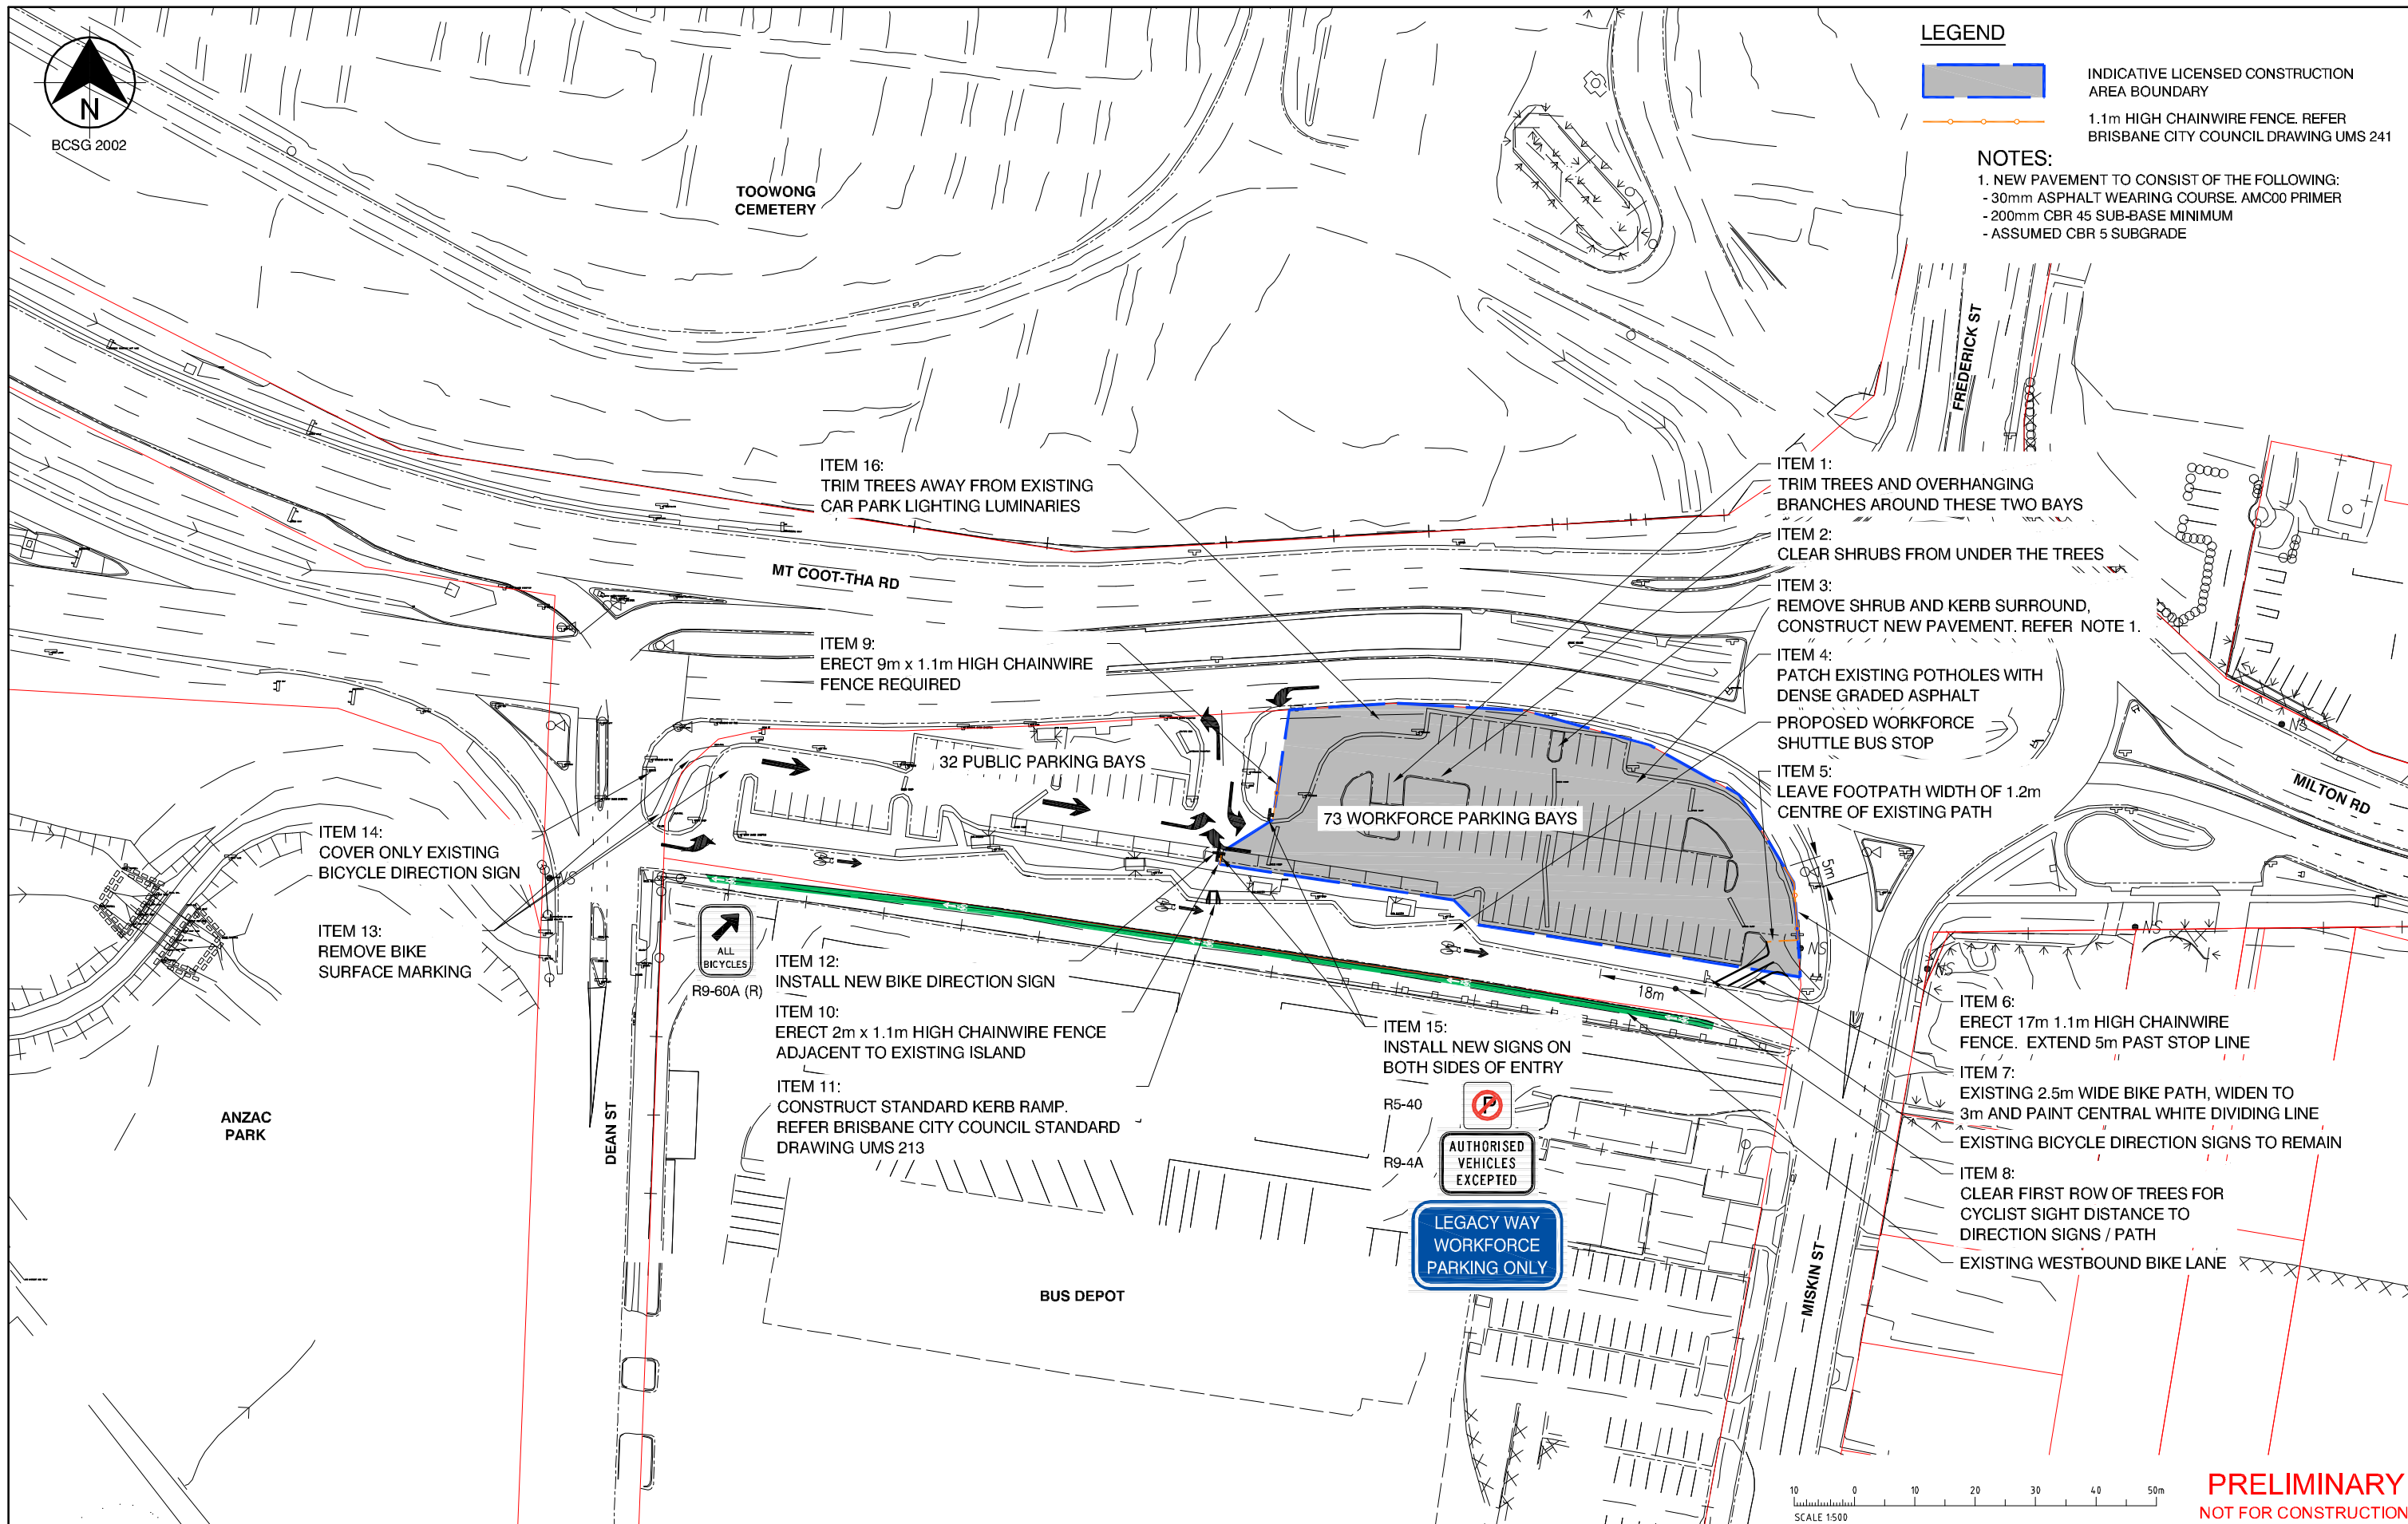 N
BCSG 2002
TOOWONG
CEMETERY
LEGEND
INDICATIVE LICENSED CONSTRUCTION
AREA BOUNDARY
1.1m HIGH CHAINWIRE FENCE. REFER
BRISBANE CITY COUNCIL DRAWING UMS 241
NOTES:
1. NEW PAVEMENT TO CONSIST OF THE FOLLOWING:
- 30mm ASPHALT WEARING COURSE. AMC00 PRIMER
- 200mm CBR 45 SUB-BASE MINIMUM
- ASSUMED CBR 5 SUBGRADE
FREDERICK ST
ITEM 16:
TRIM TREES AWAY FROM EXISTING
CAR PARK LIGHTING LUMINARIES
ITEM 1:
TRIM TREES AND OVERHANGING
BRANCHES AROUND THESE TWO BAYS
ITEM 2:
CLEAR SHRUBS FROM UNDER THE TREES
ITEM 3:
REMOVE SHRUB AND KERB SURROUND,
CONSTRUCT NEW PAVEMENT. REFER NOTE 1.
MT COOT-THA RD
ITEM 9:
ERECT 9m x 1.1m HIGH CHAINWIRE
FENCE REQUIRED
ITEM 4:
PATCH EXISTING POTHOLES WITH
DENSE GRADED ASPHALT
PROPOSED WORKFORCE
SHUTTLE BUS STOP
ITEM 5:
LEAVE FOOTPATH WIDTH OF 1.2m
CENTRE OF EXISTING PATH
NS
MILTON RD
32 PUBLIC PARKING BAYS
73 WORKFORCE PARKING BAYS
5m
ITEM 14:
COVER ONLY EXISTING
BICYCLE DIRECTION SIGN
NS
ITEM 13:
REMOVE BIKE
SURFACE MARKING
ALL
BICYCLES
R9-60A (R)
ITEM 12:
INSTALL NEW BIKE DIRECTION SIGN
ITEM 10:
ERECT 2m x 1.1m HIGH CHAINWIRE FENCE
ADJACENT TO EXISTING ISLAND
ITEM 11:
CONSTRUCT STANDARD KERB RAMP.
REFER BRISBANE CITY COUNCIL STANDARD
DRAWING UMS 213
18m
NS
NS
NS
ITEM 15:
INSTALL NEW SIGNS ON
BOTH SIDES OF ENTRY
R5-40
P
R9-4A
AUTHORISED
VEHICLES
EXCEPTED
LEGACY WAY
WORKFORCE
PARKING ONLY
ITEM 6:
ERECT 17m 1.1m HIGH CHAINWIRE
FENCE. EXTEND 5m PAST STOP LINE
ITEM 7:
EXISTING 2.5m WIDE BIKE PATH, WIDEN TO
3m AND PAINT CENTRAL WHITE DIVIDING LINE
EXISTING BICYCLE DIRECTION SIGNS TO REMAIN
ITEM 8:
CLEAR FIRST ROW OF TREES FOR
CYCLIST SIGHT DISTANCE TO
DIRECTION SIGNS / PATH
EXISTING WESTBOUND BIKE LANE
ANZAC
PARK
DEAN ST
BUS DEPOT
MISKIN ST
10 0 10 20 30 40 50m
SCALE 1:500
PRELIMINARY
NOT FOR CONSTRUCTION